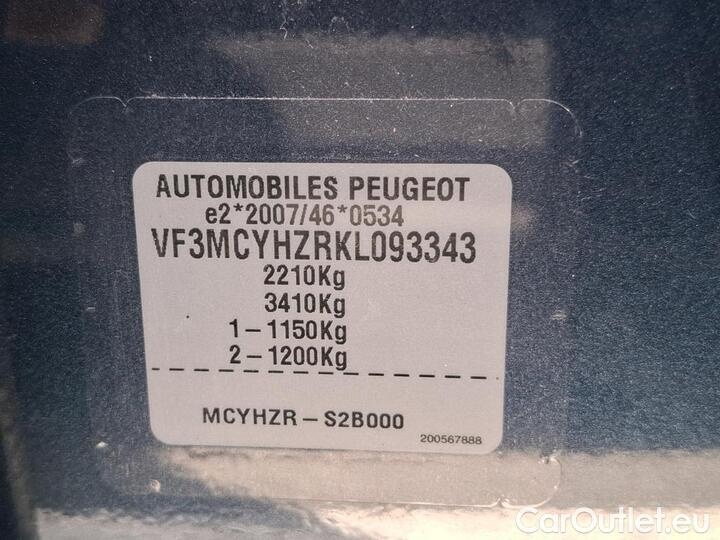 AUTOMOBILES PEUGEOT
e2*2007/46*0534
VF3MCYHZRKL093343
2210Kg
3410Kg
1-1150Kg
2-1200Kg
MCYHZR-S2B000
200567888
CarOutlet.eu